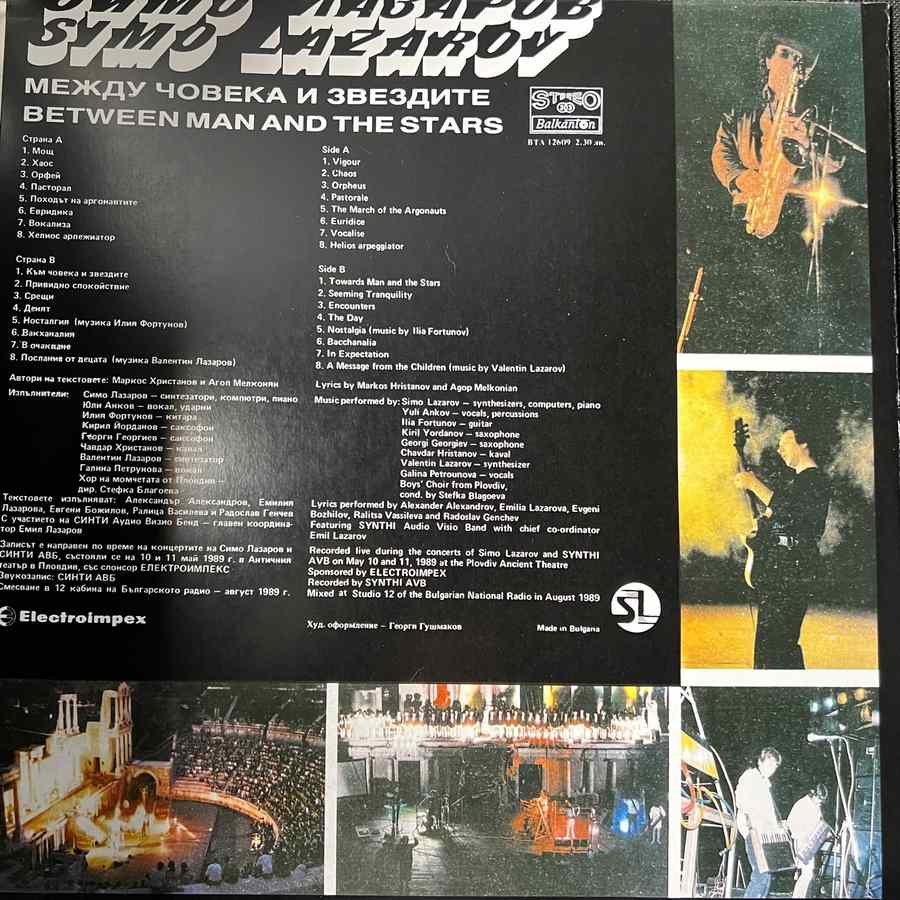 СИМО ЛАЗАРОВ
SIMO LAZAROV
МЕЖДУ ЧОВЕКА И ЗВЕЗДИТЕ
BETWEEN MAN AND THE STARS
STEREO
303
Balkanton
ВТА 12609 2.30 лв.
Страна А
1. Мощ
2. Хаос
3. Орфей
4. Пасторал
5. Походът на аргонавтите
6. Евридика
7. Вокализа
8. Хелиос арпежиатор
Страна В
1. Към човека и звездите
2. Привидно спокойствие
3. Срещи
4. Денят
5. Носталгия (музика Илия Фортунов)
6. Вакханалия
7. В очакване
8. Послания от децата (музика Валентин Лазаров)
Автори на текстовете: Маркос Христанов и Агоп Мелконян
Изпълнители: Симо Лазаров – синтезатори, компютри, пиано
Юли Анков – вокал, ударни
Илия Фортунов – китара
Кирил Йорданов – саксофон
Георги Георгиев – саксофон
Чавдар Христанов – кавал
Валентин Лазаров – синтезатор
Галина Петрунова – вокал
Хор на момчетата от Пловдив –
дир. Стефка Благоева
Текстовете изпълняват: Александър Александров, Емилия
Лазарова, Евгени Божилов, Ралица Василева и Радослав Генчев
С участието на СИНТИ Аудио Визио Бенд – главен координа-
тор Емил Лазаров
Записът е направен по време на концертите на Симо Лазаров и
СИНТИ АВБ, състояли се на 10 и 11 май 1989 г. в Античния
театър в Пловдив, със спонсор ЕЛЕКТРОИМПЕКС
Звукозапис: СИНТИ АВБ
Смесване в 12 кабина на Българското радио – август 1989 г.
Electroimpex
Side A
1. Vigour
2. Chaos
3. Orpheus
4. Pastorale
5. The March of the Argonauts
6. Euridice
7. Vocalise
8. Helios arpeggiator
Side B
1. Towards Man and the Stars
2. Seeming Tranquility
3. Encounters
4. The Day
5. Nostalgia (music by Ilia Fortunov)
6. Bacchanalia
7. In Expectation
8. A Message from the Children (music by Valentin Lazarov)
Lyrics by Markos Hristanov and Agop Melkonian
Music performed by: Simo Lazarov – synthesizers, computers, piano
Yuli Ankov – vocals, percussions
Ilia Fortunov – guitar
Kiril Yordanov – saxophone
Georgi Georgiev – saxophone
Chavdar Hristanov – kaval
Valentin Lazarov – synthesizer
Galina Petrounova – vocals
Boys' Choir from Plovdiv,
cond. by Stefka Blagoeva
Lyrics performed by Alexander Alexandrov, Emilia Lazarova, Evgeni
Bozhilov, Ralitsa Vassileva and Radoslav Genchev
Featuring SYNTHI Audio Visio Band with chief co-ordinator
Emil Lazarov
Recorded live during the concerts of Simo Lazarov and SYNTHI
AVB on May 10 and 11, 1989 at the Plovdiv Ancient Theatre
Sponsored by ELECTROIMPEX
Recorded by SYNTHI AVB
Mixed at Studio 12 of the Bulgarian National Radio in August 1989
SL
Худ. оформление – Георги Гушмаков
Made in Bulgaria